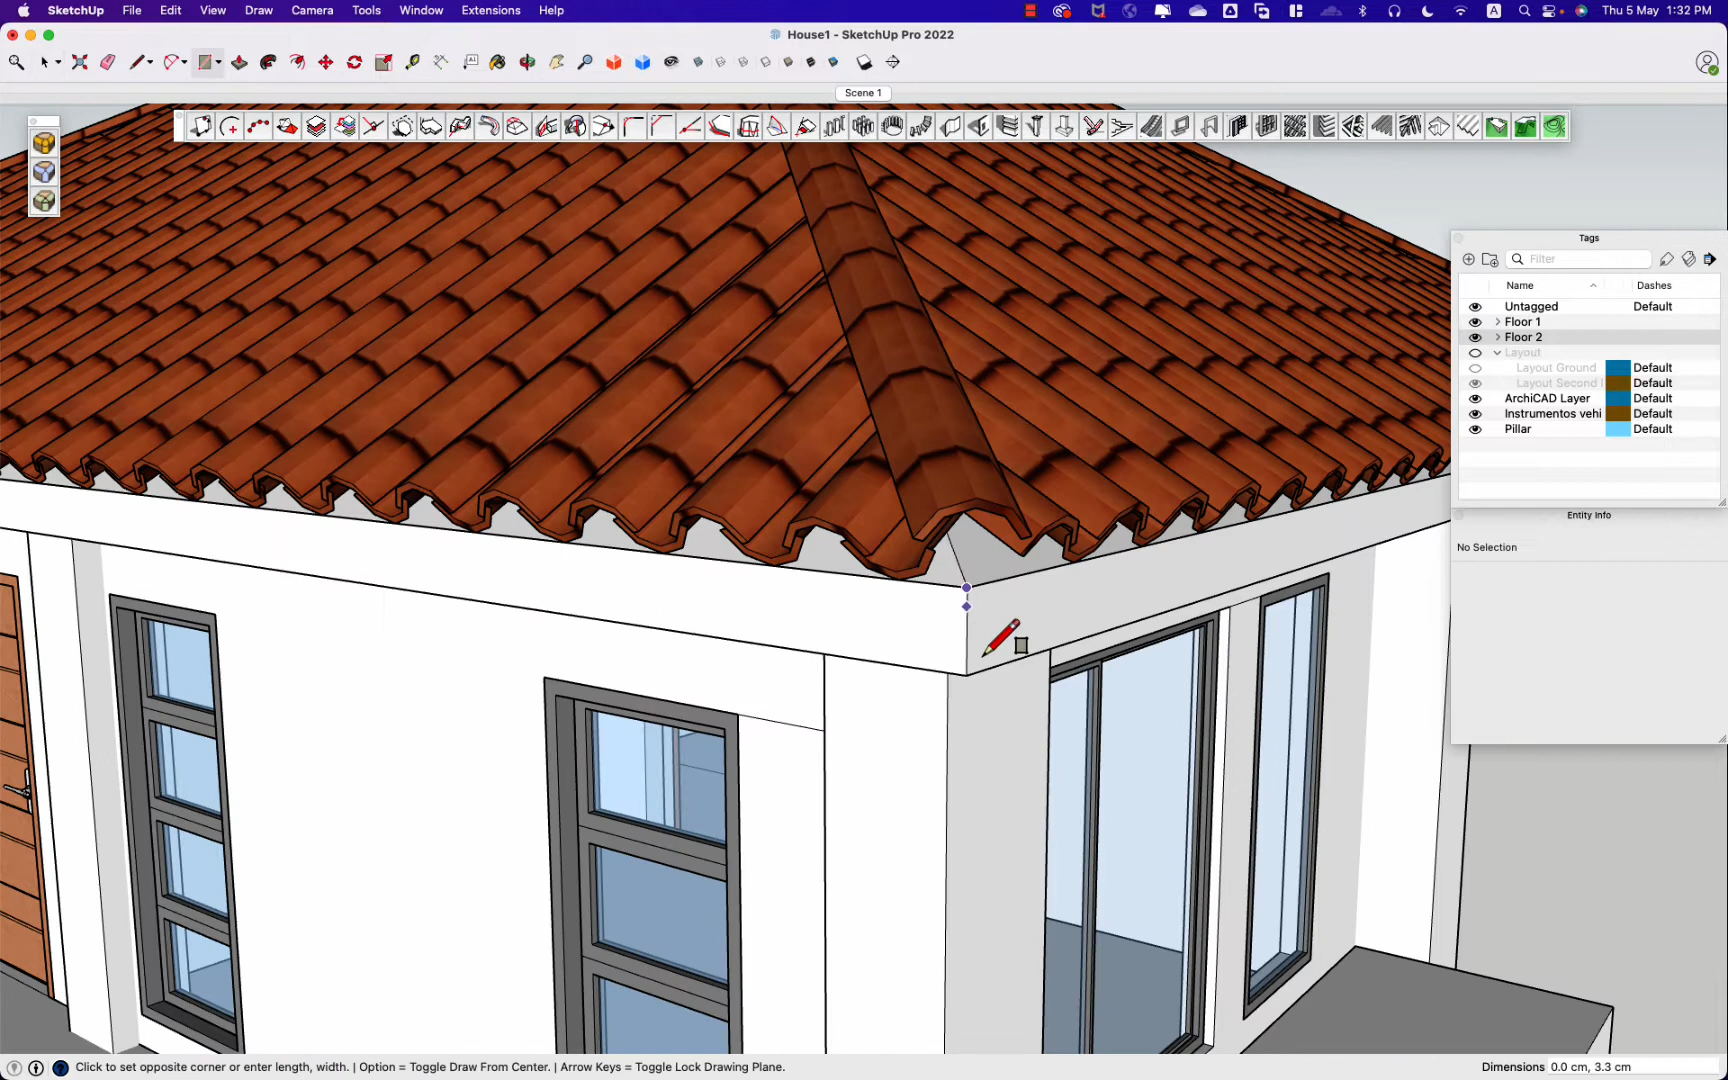 SketchUp File Edit View Draw Camera Tools Window Extensions Help
A
Thu 5 May 1:32 PM
House1 - SketchUp Pro 2022
Scene 1
Tags
Filter
Name Dashes
Untagged Default
Floor 1
Floor 2
Layout
Layout Ground Default
Layout Second Default
ArchiCAD Layer Default
Instrumentos vehi Default
Pillar Default
Entity Info
No Selection
Click to set opposite corner or enter length, width. | Option = Toggle Draw From Center. | Arrow Keys = Toggle Lock Drawing Plane.
Dimensions 0.0 cm, 3.3 cm